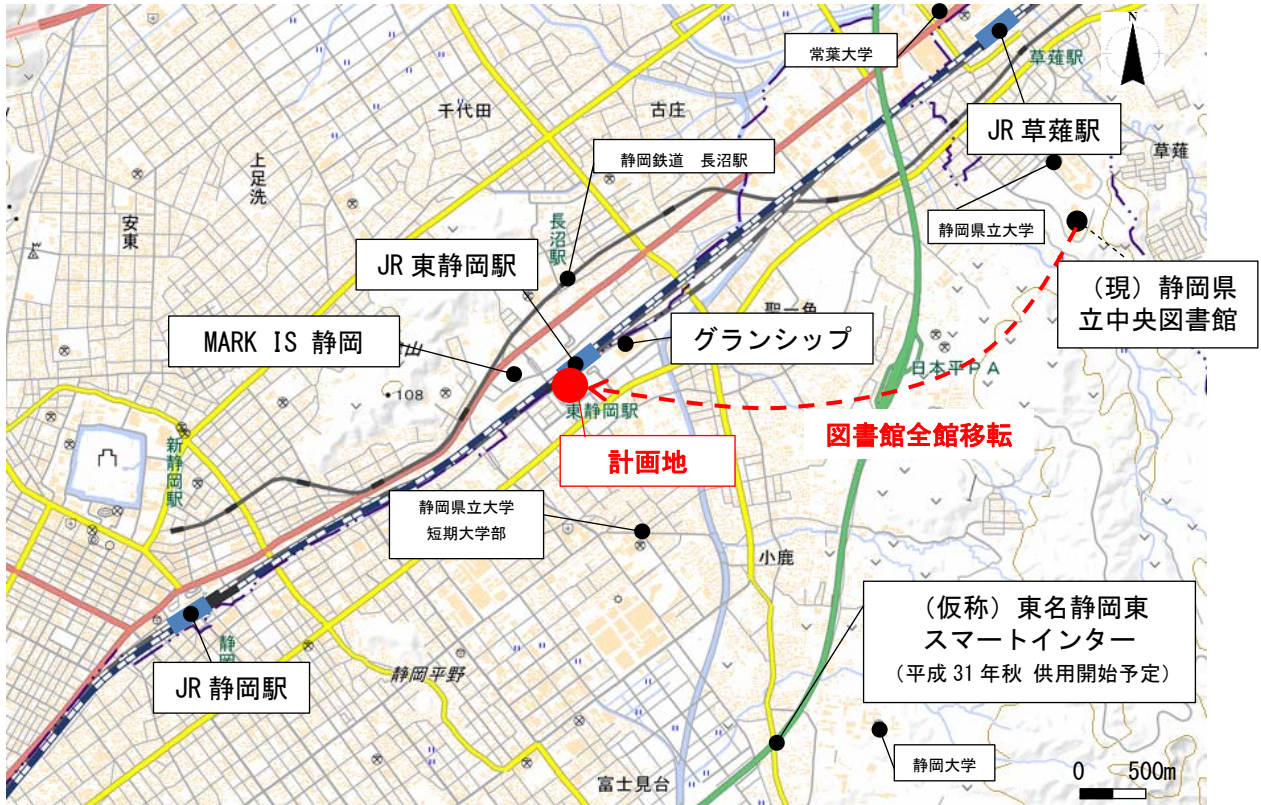 N
常葉大学
草薙駅
千代田
古庄
JR 草薙駅
上足洗
静岡鉄道 長沼駅
草薙
安東
長沼駅
静岡県立大学
JR 東静岡駅
（現）静岡県
立中央図書館
聖一色
MARK IS 静岡
山
グランシップ
日本平ＰＡ
108
東静岡駅
図書館全館移転
計画地
新静岡駅
静岡県立大学
短期大学部
小鹿
（仮称）東名静岡東
スマートインター
（平成 31 年秋 供用開始予定）
静岡
JR 静岡駅
静岡平野
静岡大学
富士見台
0 500m